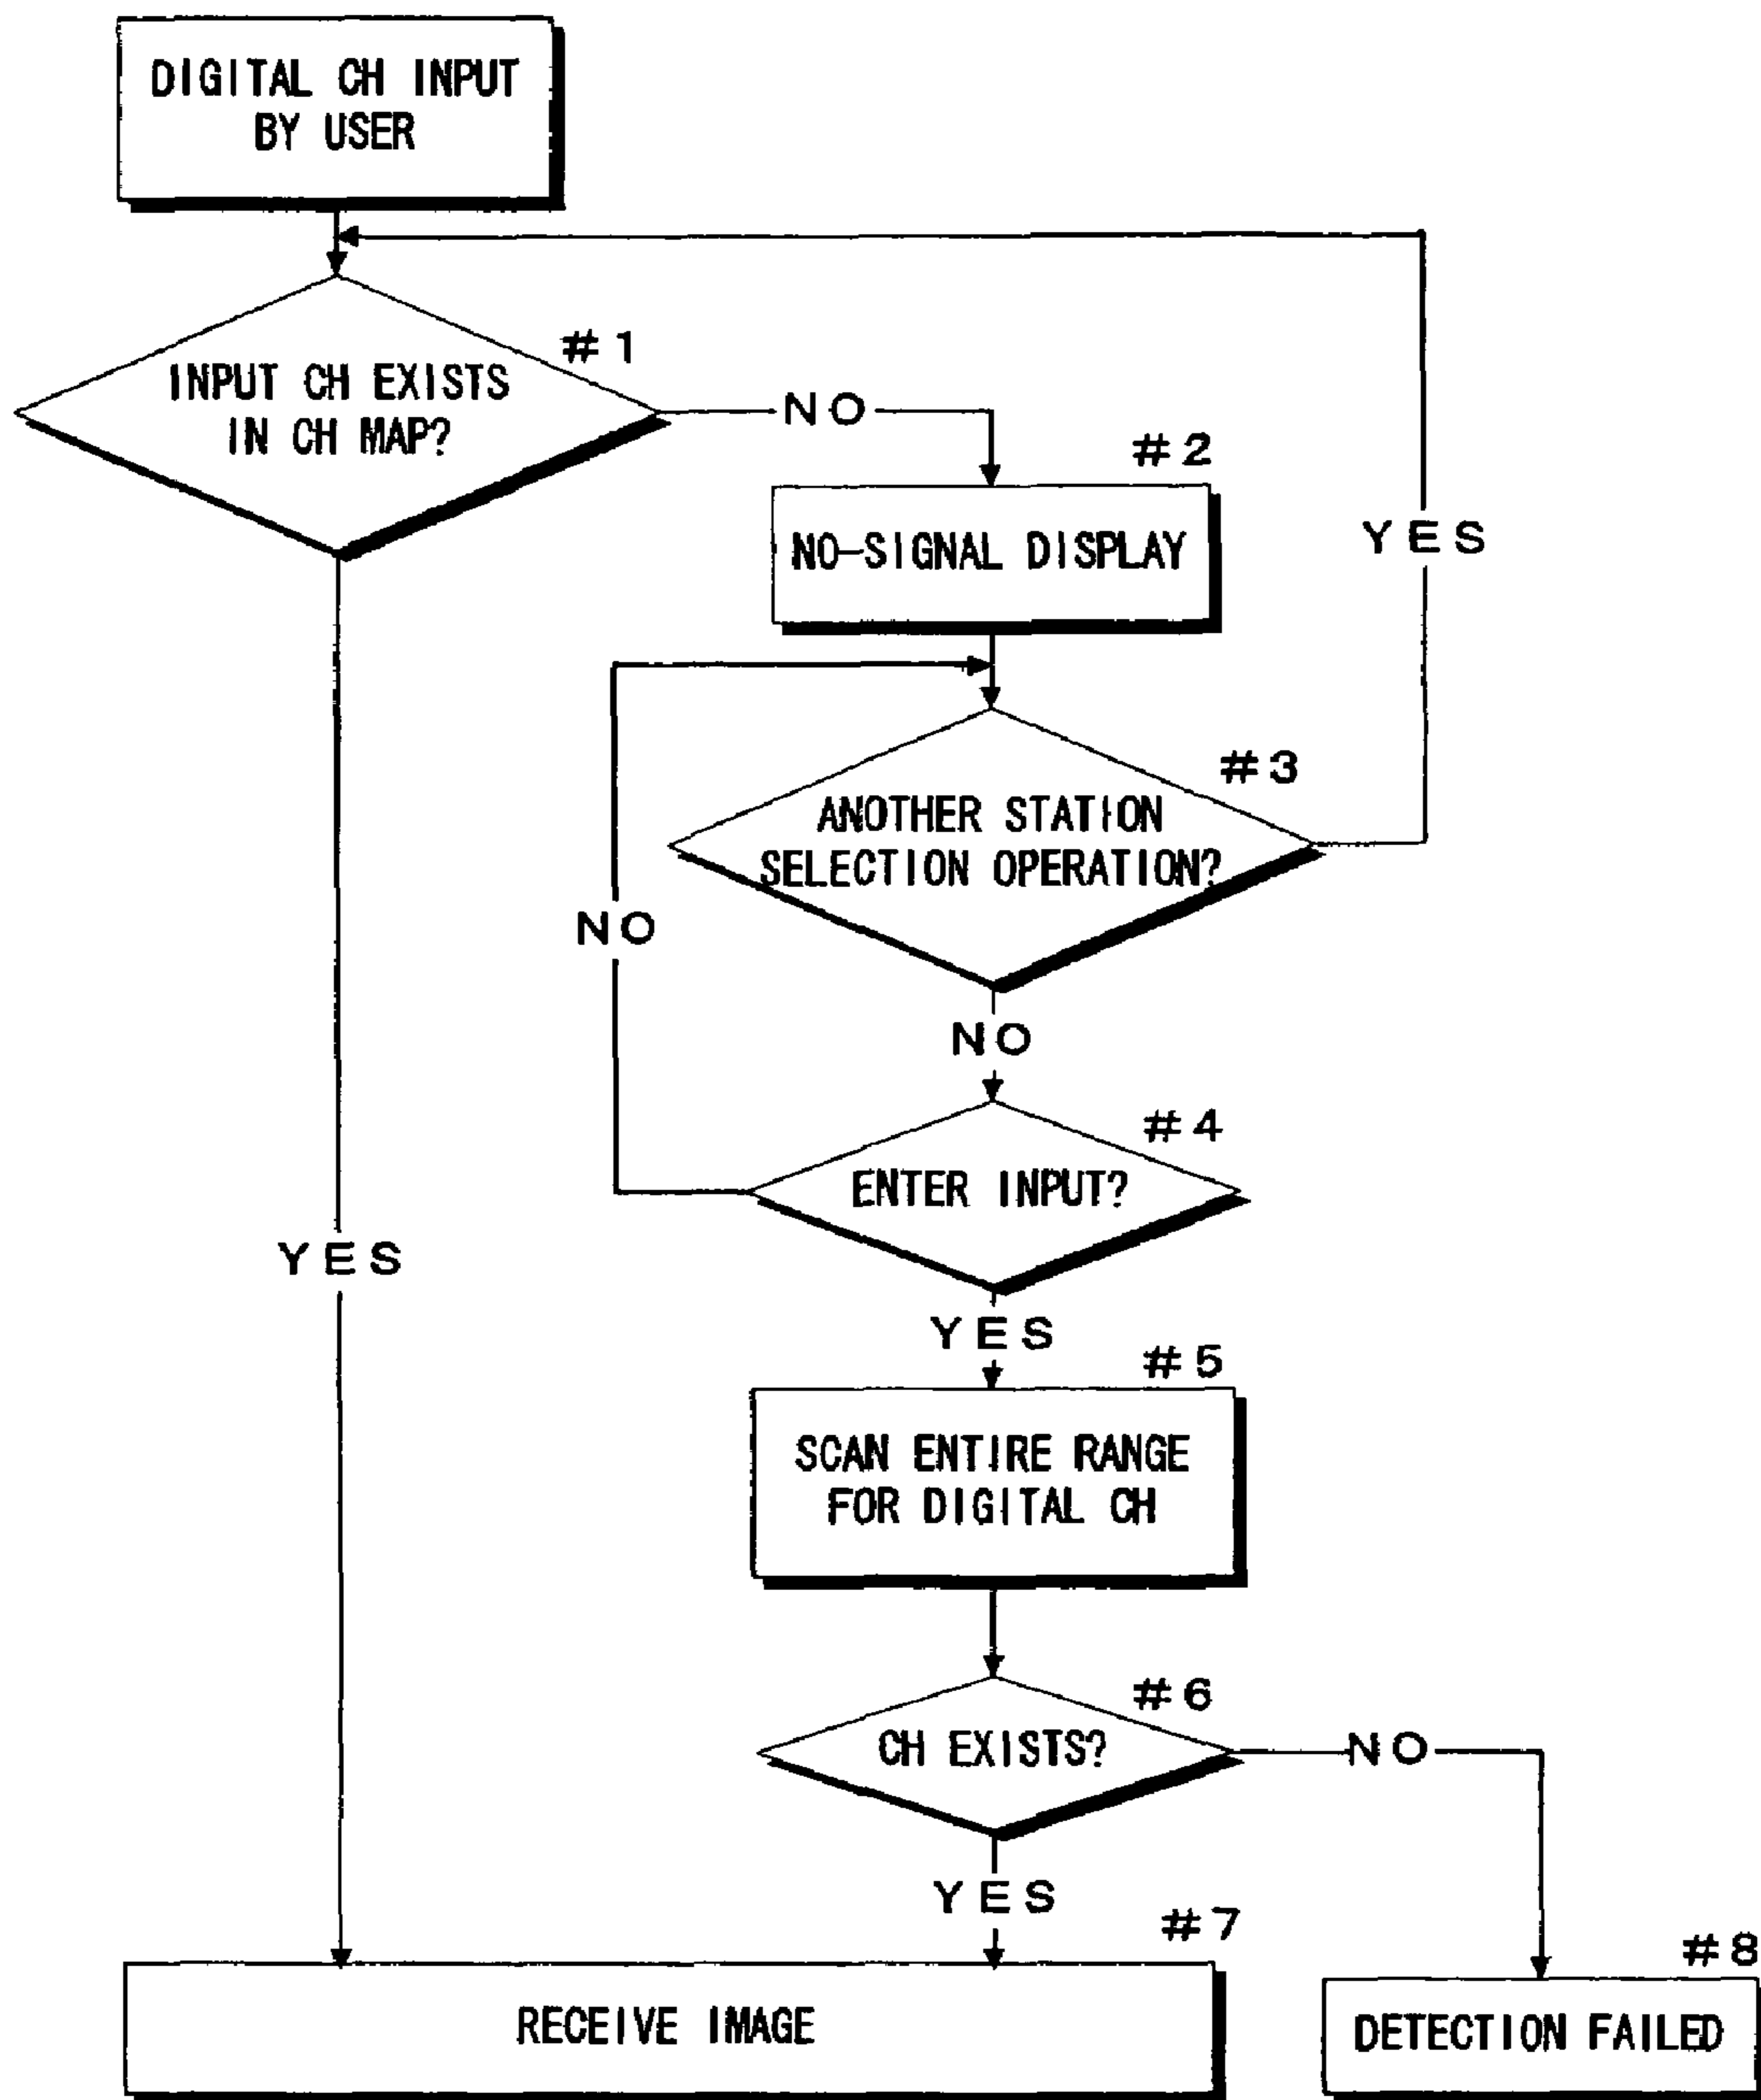 DIGITAL CH INPUT
BY USER
#1
INPUT CH EXISTS
IN CH MAP?
NO
#2
NO-SIGNAL DISPLAY
YES
#3
ANOTHER STATION
SELECTION OPERATION?
NO
NO
#4
ENTER INPUT?
YES
YES
#5
SCAN ENTIRE RANGE
FOR DIGITAL CH
#6
CH EXISTS?
NO
YES
#7
RECEIVE IMAGE
#8
DETECTION FAILED